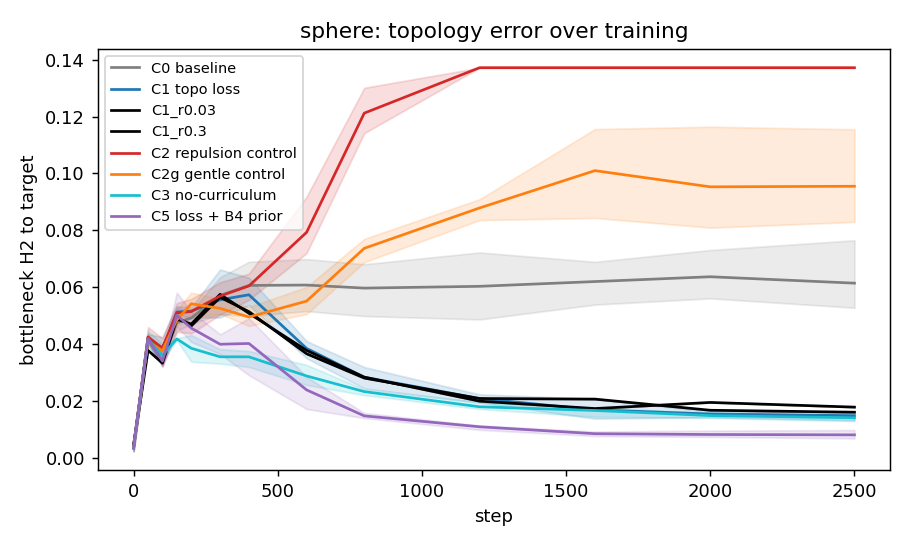 sphere: topology error over training
C0 baseline
C1 topo loss
C1_r0.03
C1_r0.3
C2 repulsion control
C2g gentle control
C3 no-curriculum
C5 loss + B4 prior
bottleneck H2 to target
0.14
0.12
0.10
0.08
0.06
0.04
0.02
0.00
0
500
1000
1500
2000
2500
step